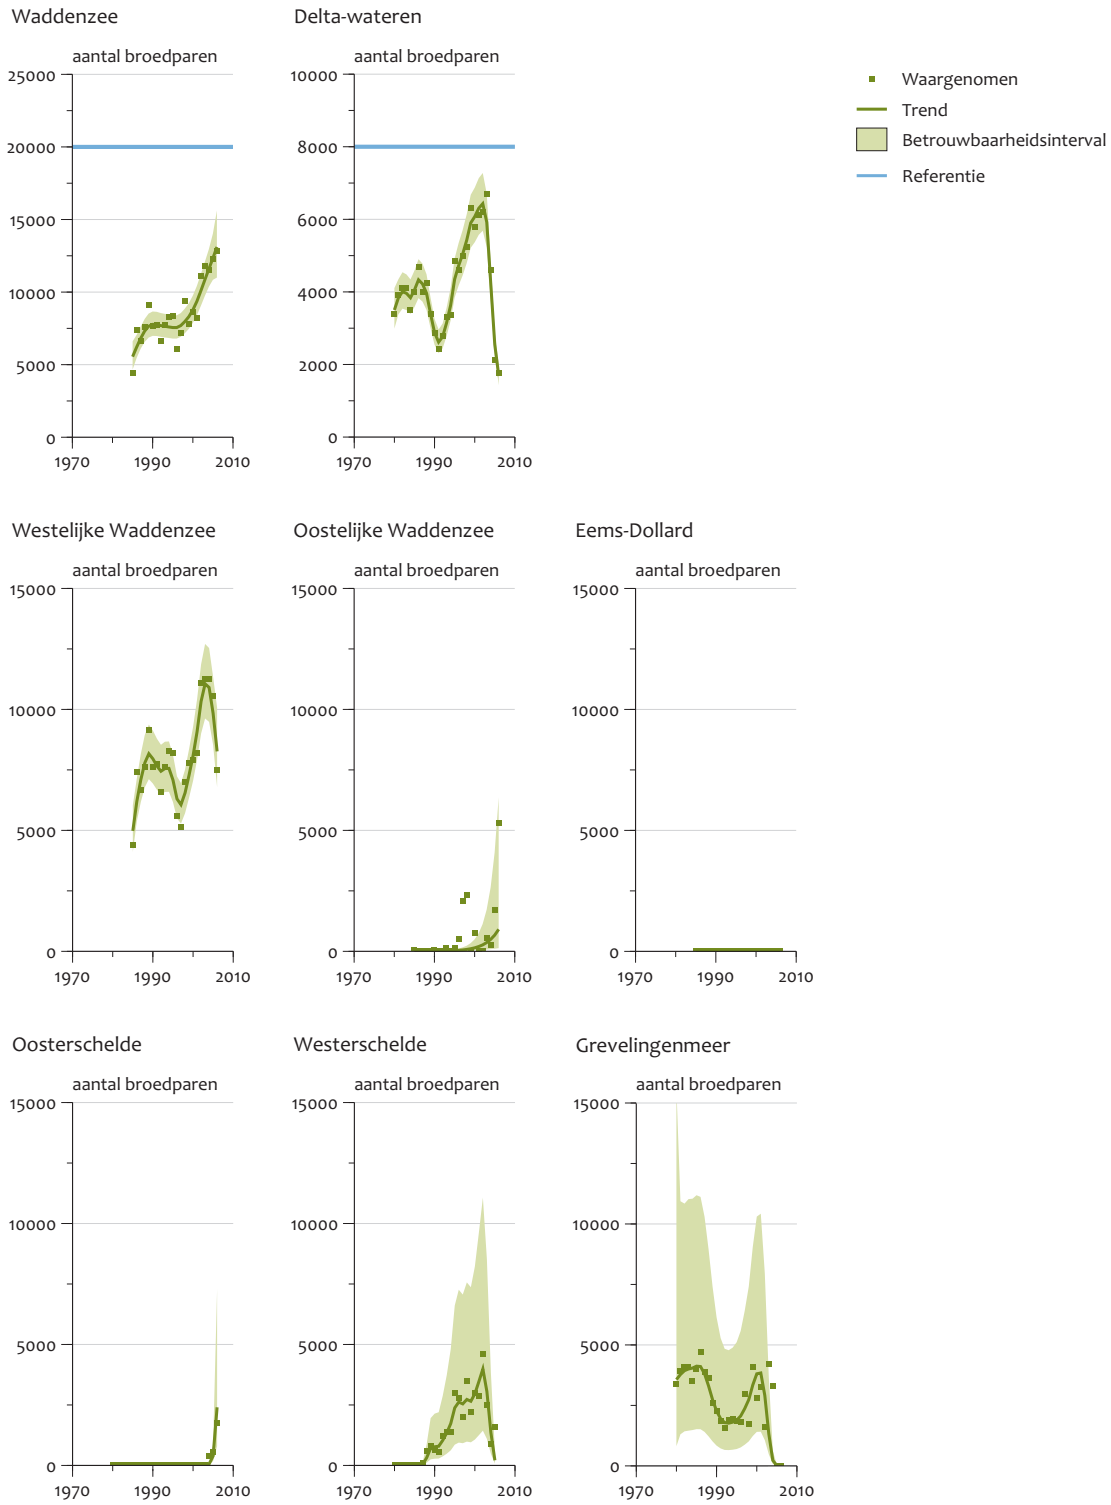 Waddenzee
Delta-wateren
aantal broedparen
aantal broedparen
25000
20000
15000
10000
5000
0
1970 1990 2010
10000
8000
6000
4000
2000
0
1970 1990 2010
Waargenomen
Trend
Betrouwbaarheidsinterval
Referentie
Westelijke Waddenzee
aantal broedparen
15000
10000
5000
0
1970 1990 2010
Oostelijke Waddenzee
aantal broedparen
15000
10000
5000
0
1970 1990 2010
Eems-Dollard
aantal broedparen
15000
10000
5000
0
1970 1990 2010
Oosterschelde
aantal broedparen
15000
10000
5000
0
1970 1990 2010
Westerschelde
aantal broedparen
15000
10000
5000
0
1970 1990 2010
Grevelingenmeer
aantal broedparen
15000
10000
5000
0
1970 1990 2010